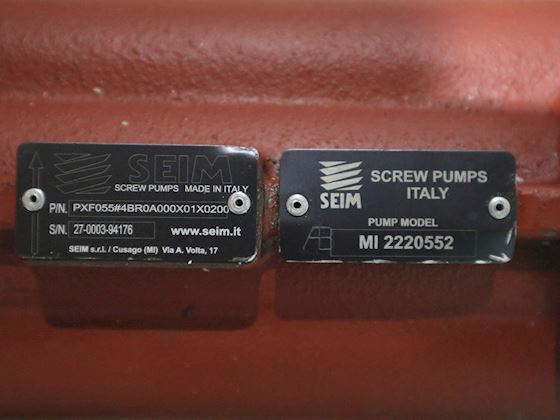 SEIM
SCREW PUMPS MADE IN ITALY
P/N. PXF055#4BR0A000X01X0200
S/N. 27-0003-94176 www.seim.it
SEIM s.r.l. / Cusago (MI) Via A. Volta, 17
SEIM
SCREW PUMPS
ITALY
PUMP MODEL
MI 2220552